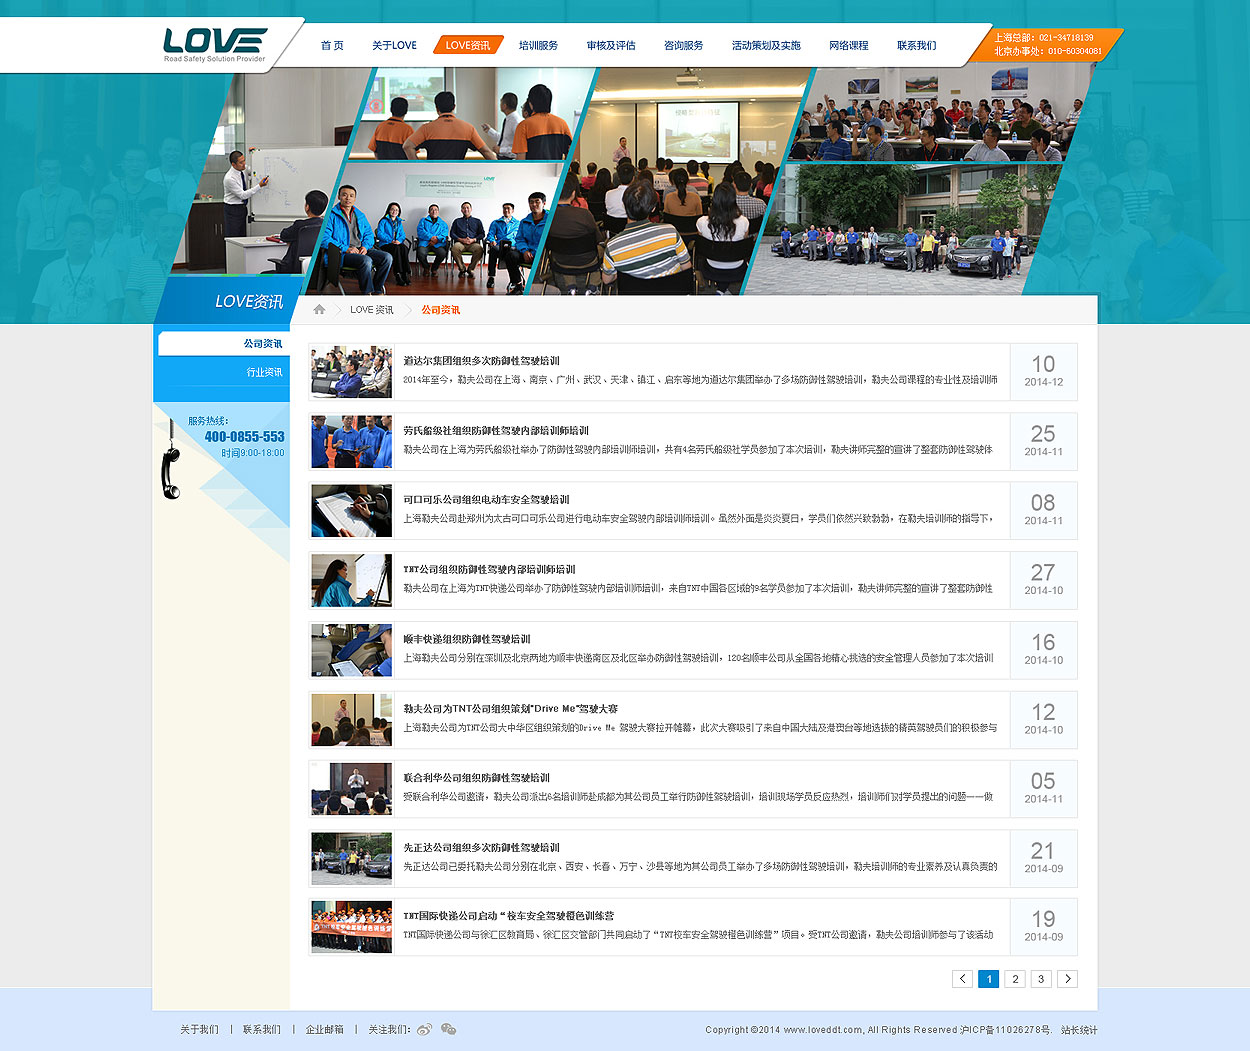 LOVE
Road Safety Solution Provider
首 页
关于LOVE
LOVE资讯
培训服务
审核及评估
咨询服务
活动策划及实施
网络课程
联系我们
上海总部：021-34718139
北京办事处：010-60304081
LOVE资讯
LOVE 资讯
公司资讯
公司资讯
行业资讯
服务热线：
400-0855-553
时间9:00-18:00
道达尔集团组织多次防御性驾驶培训
2014年至今，勒夫公司在上海、南京、广州、武汉、天津、镇江、启东等地为道达尔集团举办了多场防御性驾驶培训，勒夫公司课程的专业性及培训师
10
2014-12
劳氏船级社组织防御性驾驶内部培训师培训
勒夫公司在上海为劳氏船级社举办了防御性驾驶内部培训师培训，共有4名劳氏船级社学员参加了本次培训，勒夫讲师完整的宣讲了整套防御性驾驶体
25
2014-11
可口可乐公司组织电动车安全驾驶培训
上海勒夫公司赴郑州为太古可口可乐公司进行电动车安全驾驶内部培训师培训。虽然外面是炎炎夏日，学员们依然兴致勃勃，在勒夫培训师的指导下，
08
2014-11
TNT公司组织防御性驾驶内部培训师培训
勒夫公司在上海为TNT快递公司举办了防御性驾驶内部培训师培训，来自TNT中国各区域的9名学员参加了本次培训，勒夫讲师完整的宣讲了整套防御性
27
2014-10
顺丰快递组织防御性驾驶培训
上海勒夫公司分别在深圳及北京两地为顺丰快递南区及北区举办防御性驾驶培训，120名顺丰公司从全国各地精心挑选的安全管理人员参加了本次培训
16
2014-10
勒夫公司为TNT公司组织策划"Drive Me"驾驶大赛
上海勒夫公司为TNT公司大中华区组织策划的Drive Me 驾驶大赛拉开帷幕，此次大赛吸引了来自中国大陆及港澳台等地选拔的精英驾驶员们的积极参与
12
2014-10
联合利华公司组织防御性驾驶培训
受联合利华公司邀请，勒夫公司派出6名培训师赴成都为其公司员工举行防御性驾驶培训，培训现场学员反应热烈，培训师们对学员提出的问题一一做
05
2014-11
先正达公司组织多次防御性驾驶培训
先正达公司已委托勒夫公司分别在北京、西安、长春、万宁、沙县等地为其公司员工举办了多场防御性驾驶培训，勒夫培训师的专业素养及认真负责的
21
2014-09
TNT国际快递公司启动“校车安全驾驶橙色训练营
TNT国际快递公司与徐汇区教育局、徐汇区交管部门共同启动了“TNT校车安全驾驶橙色训练营”项目。受TNT公司邀请，勒夫公司培训师参与了该活动
19
2014-09
< 1 2 3 >
关于我们 | 联系我们 | 企业邮箱 | 关注我们：
Copyright ©2014 www.loveddt.com, All Rights Reserved 沪ICP备11026278号. 站长统计